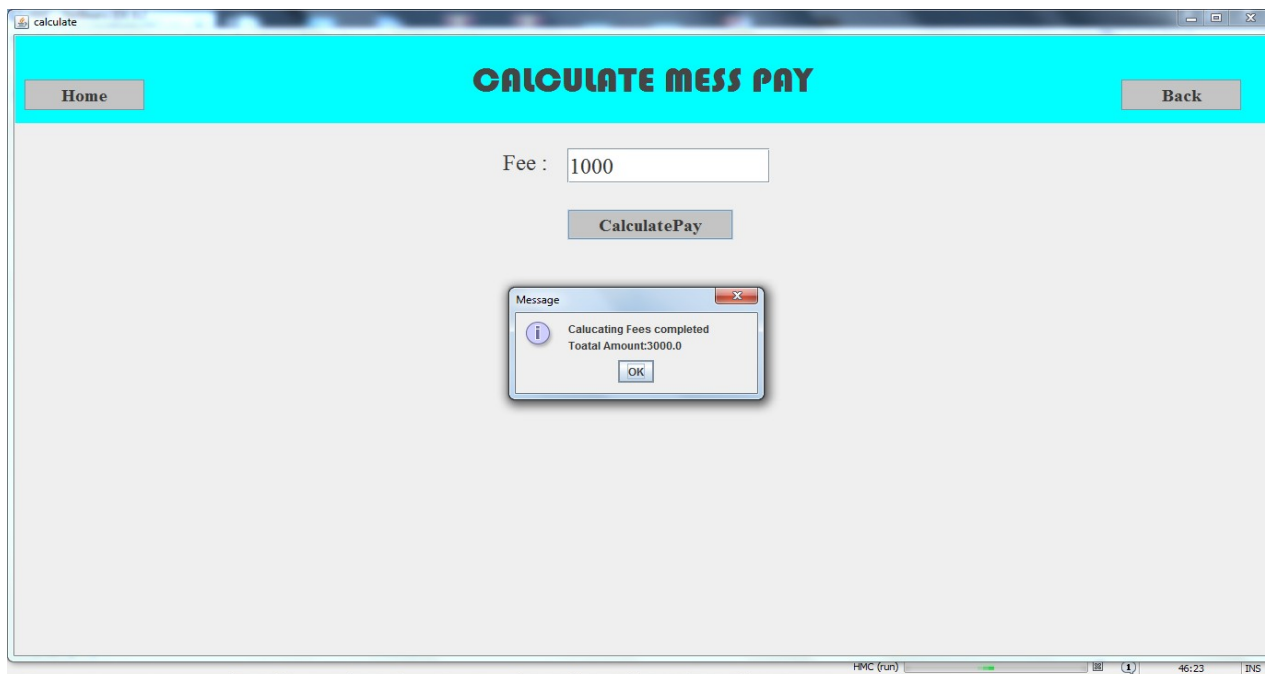 calculate
CALCULATE MESS PAY
Home
Back
Fee :
1000
CalculatePay
Message
Calucating Fees completed
Toatal Amount:3000.0
OK
HMC (run)
1
46:23
INS